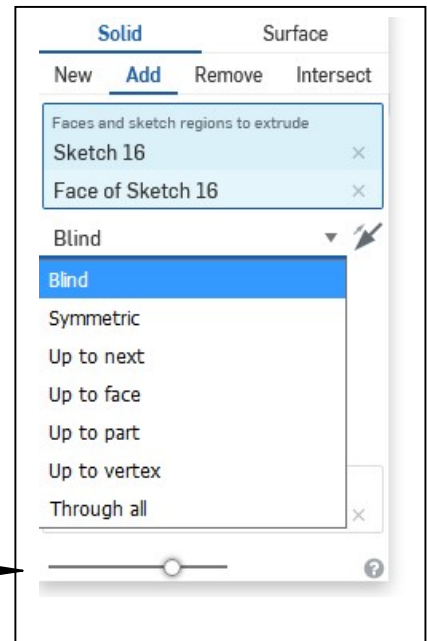 Solid Surface
New Add Remove Intersect
Faces and sketch regions to extrude
Sketch 16 ×
Face of Sketch 16 ×
Blind
Blind
Symmetric
Up to next
Up to face
Up to part
Up to vertex
Through all
×
?